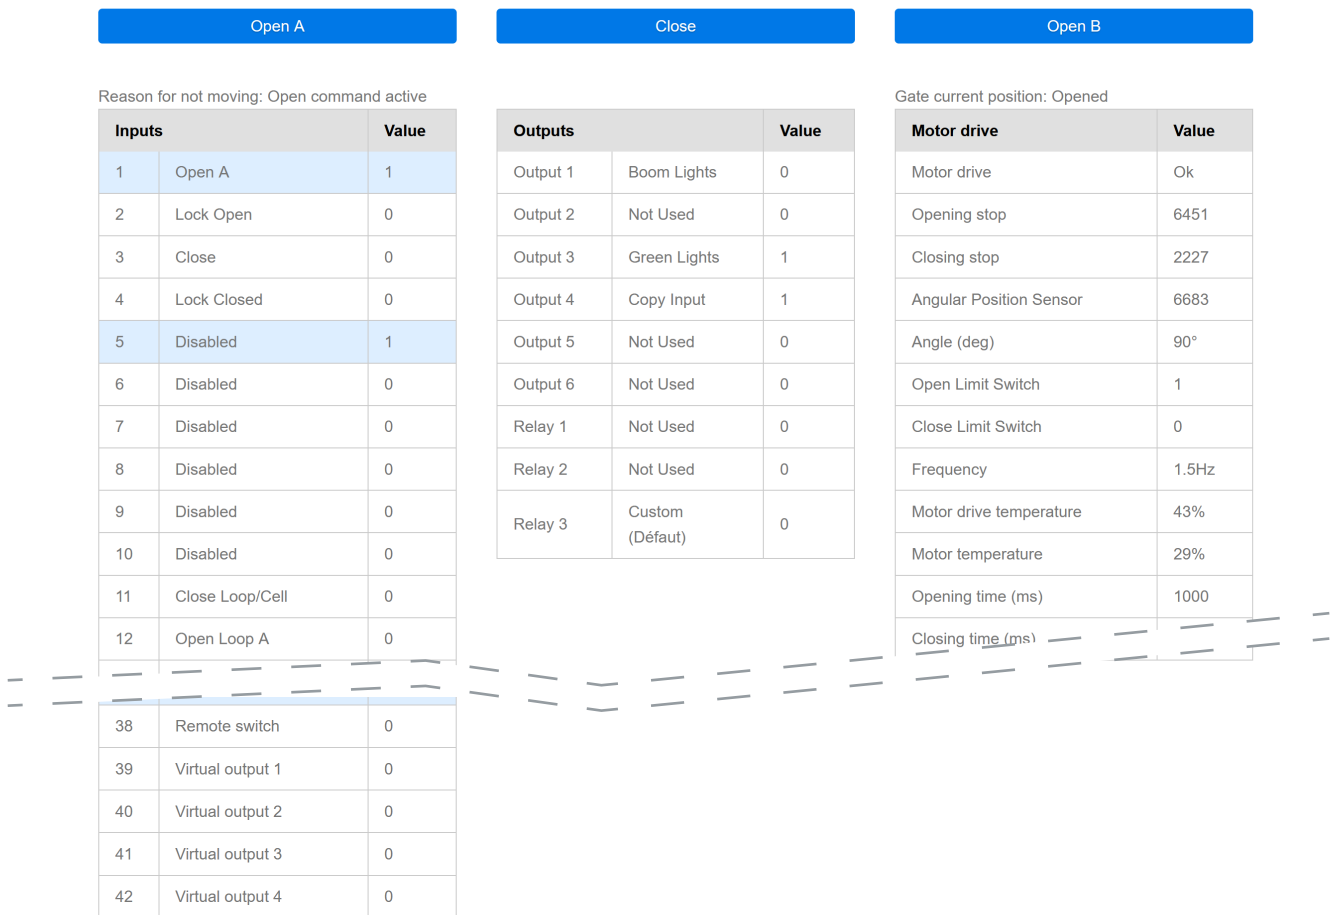 Open A
Close
Open B
Reason for not moving: Open command active
Inputs Value
1 Open A 1
2 Lock Open 0
3 Close 0
4 Lock Closed 0
5 Disabled 1
6 Disabled 0
7 Disabled 0
8 Disabled 0
9 Disabled 0
10 Disabled 0
11 Close Loop/Cell 0
12 Open Loop A 0
38 Remote switch 0
39 Virtual output 1 0
40 Virtual output 2 0
41 Virtual output 3 0
42 Virtual output 4 0
Outputs Value
Output 1 Boom Lights 0
Output 2 Not Used 0
Output 3 Green Lights 1
Output 4 Copy Input 1
Output 5 Not Used 0
Output 6 Not Used 0
Relay 1 Not Used 0
Relay 2 Not Used 0
Relay 3 Custom 0
(Défaut)
Gate current position: Opened
Motor drive Value
Motor drive Ok
Opening stop 6451
Closing stop 2227
Angular Position Sensor 6683
Angle (deg) 90°
Open Limit Switch 1
Close Limit Switch 0
Frequency 1.5Hz
Motor drive temperature 43%
Motor temperature 29%
Opening time (ms) 1000
Closing time (ms)